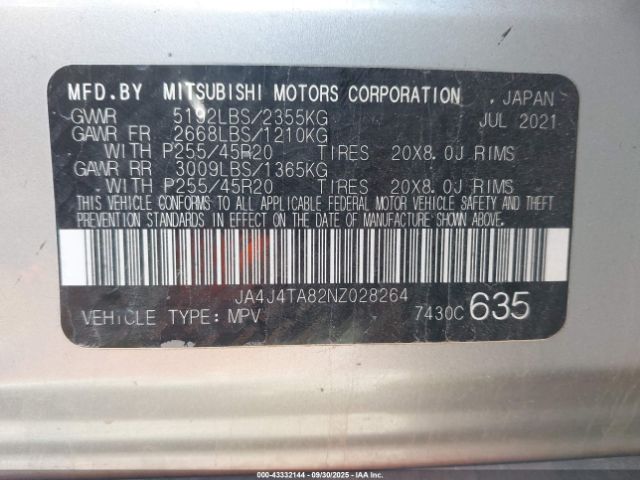 MFD.BY MITSUBISHI MOTORS CORPORATION , JAPAN
GVWR 5192LBS/2355KG JUL 2021
GAWR FR 2668LBS/1210KG
WITH P255/45R20 TIRES 20X8.0J RIMS
GAWR RR 3009LBS/1365KG
WITH P255/45R20 TIRES 20X8.0J RIMS
THIS VEHICLE CONFORMS TO ALL APPLICABLE FEDERAL MOTOR VEHICLE SAFETY AND THEFT
PREVENTION STANDARDS IN EFFECT ON THE DATE OF MANUFACTURE SHOWN ABOVE.
JA4J4TA82NZ028264
VEHICLE TYPE: MPV 7430C 635
000-43332144 - 09/30/2025 - IAA Inc.